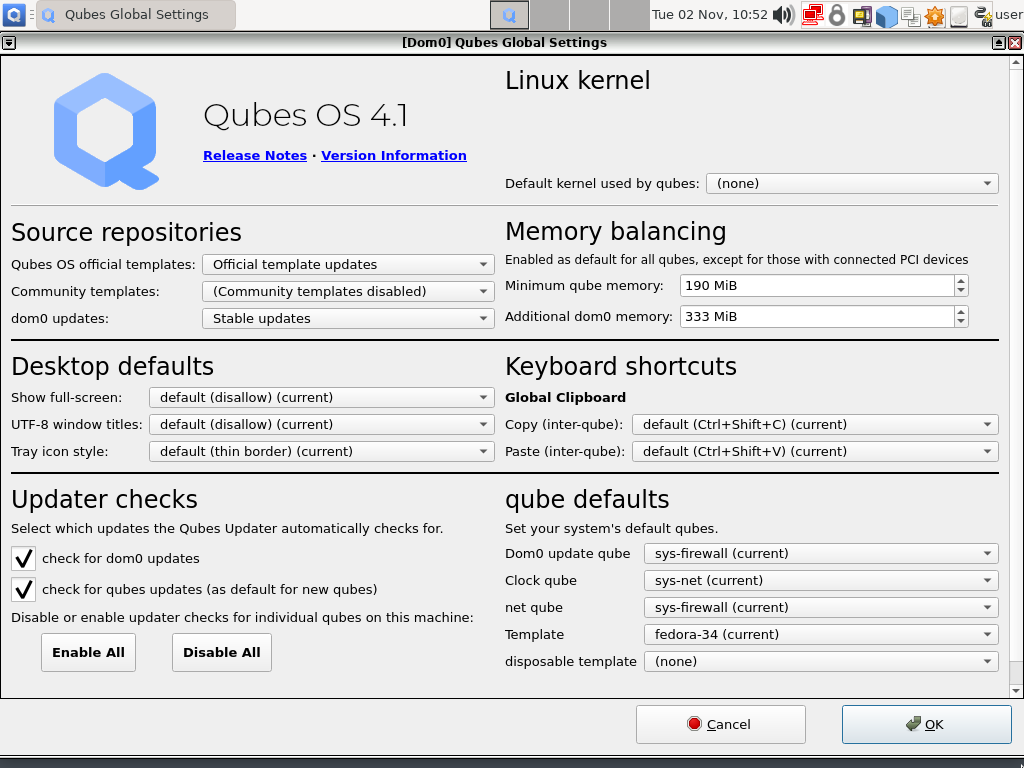 Qubes Global Settings
Tue 02 Nov, 10:52
user
[Dom0] Qubes Global Settings
Qubes OS 4.1
Release Notes · Version Information
Linux kernel
Default kernel used by qubes: (none)
Source repositories
Qubes OS official templates: Official template updates
Community templates: (Community templates disabled)
dom0 updates: Stable updates
Memory balancing
Enabled as default for all qubes, except for those with connected PCI devices
Minimum qube memory: 190 MiB
Additional dom0 memory: 333 MiB
Desktop defaults
Show full-screen: default (disallow) (current)
UTF-8 window titles: default (disallow) (current)
Tray icon style: default (thin border) (current)
Keyboard shortcuts
Global Clipboard
Copy (inter-qube): default (Ctrl+Shift+C) (current)
Paste (inter-qube): default (Ctrl+Shift+V) (current)
Updater checks
Select which updates the Qubes Updater automatically checks for.
check for dom0 updates
check for qubes updates (as default for new qubes)
Disable or enable updater checks for individual qubes on this machine:
Enable All
Disable All
qube defaults
Set your system's default qubes.
Dom0 update qube sys-firewall (current)
Clock qube sys-net (current)
net qube sys-firewall (current)
Template fedora-34 (current)
disposable template (none)
Cancel
OK